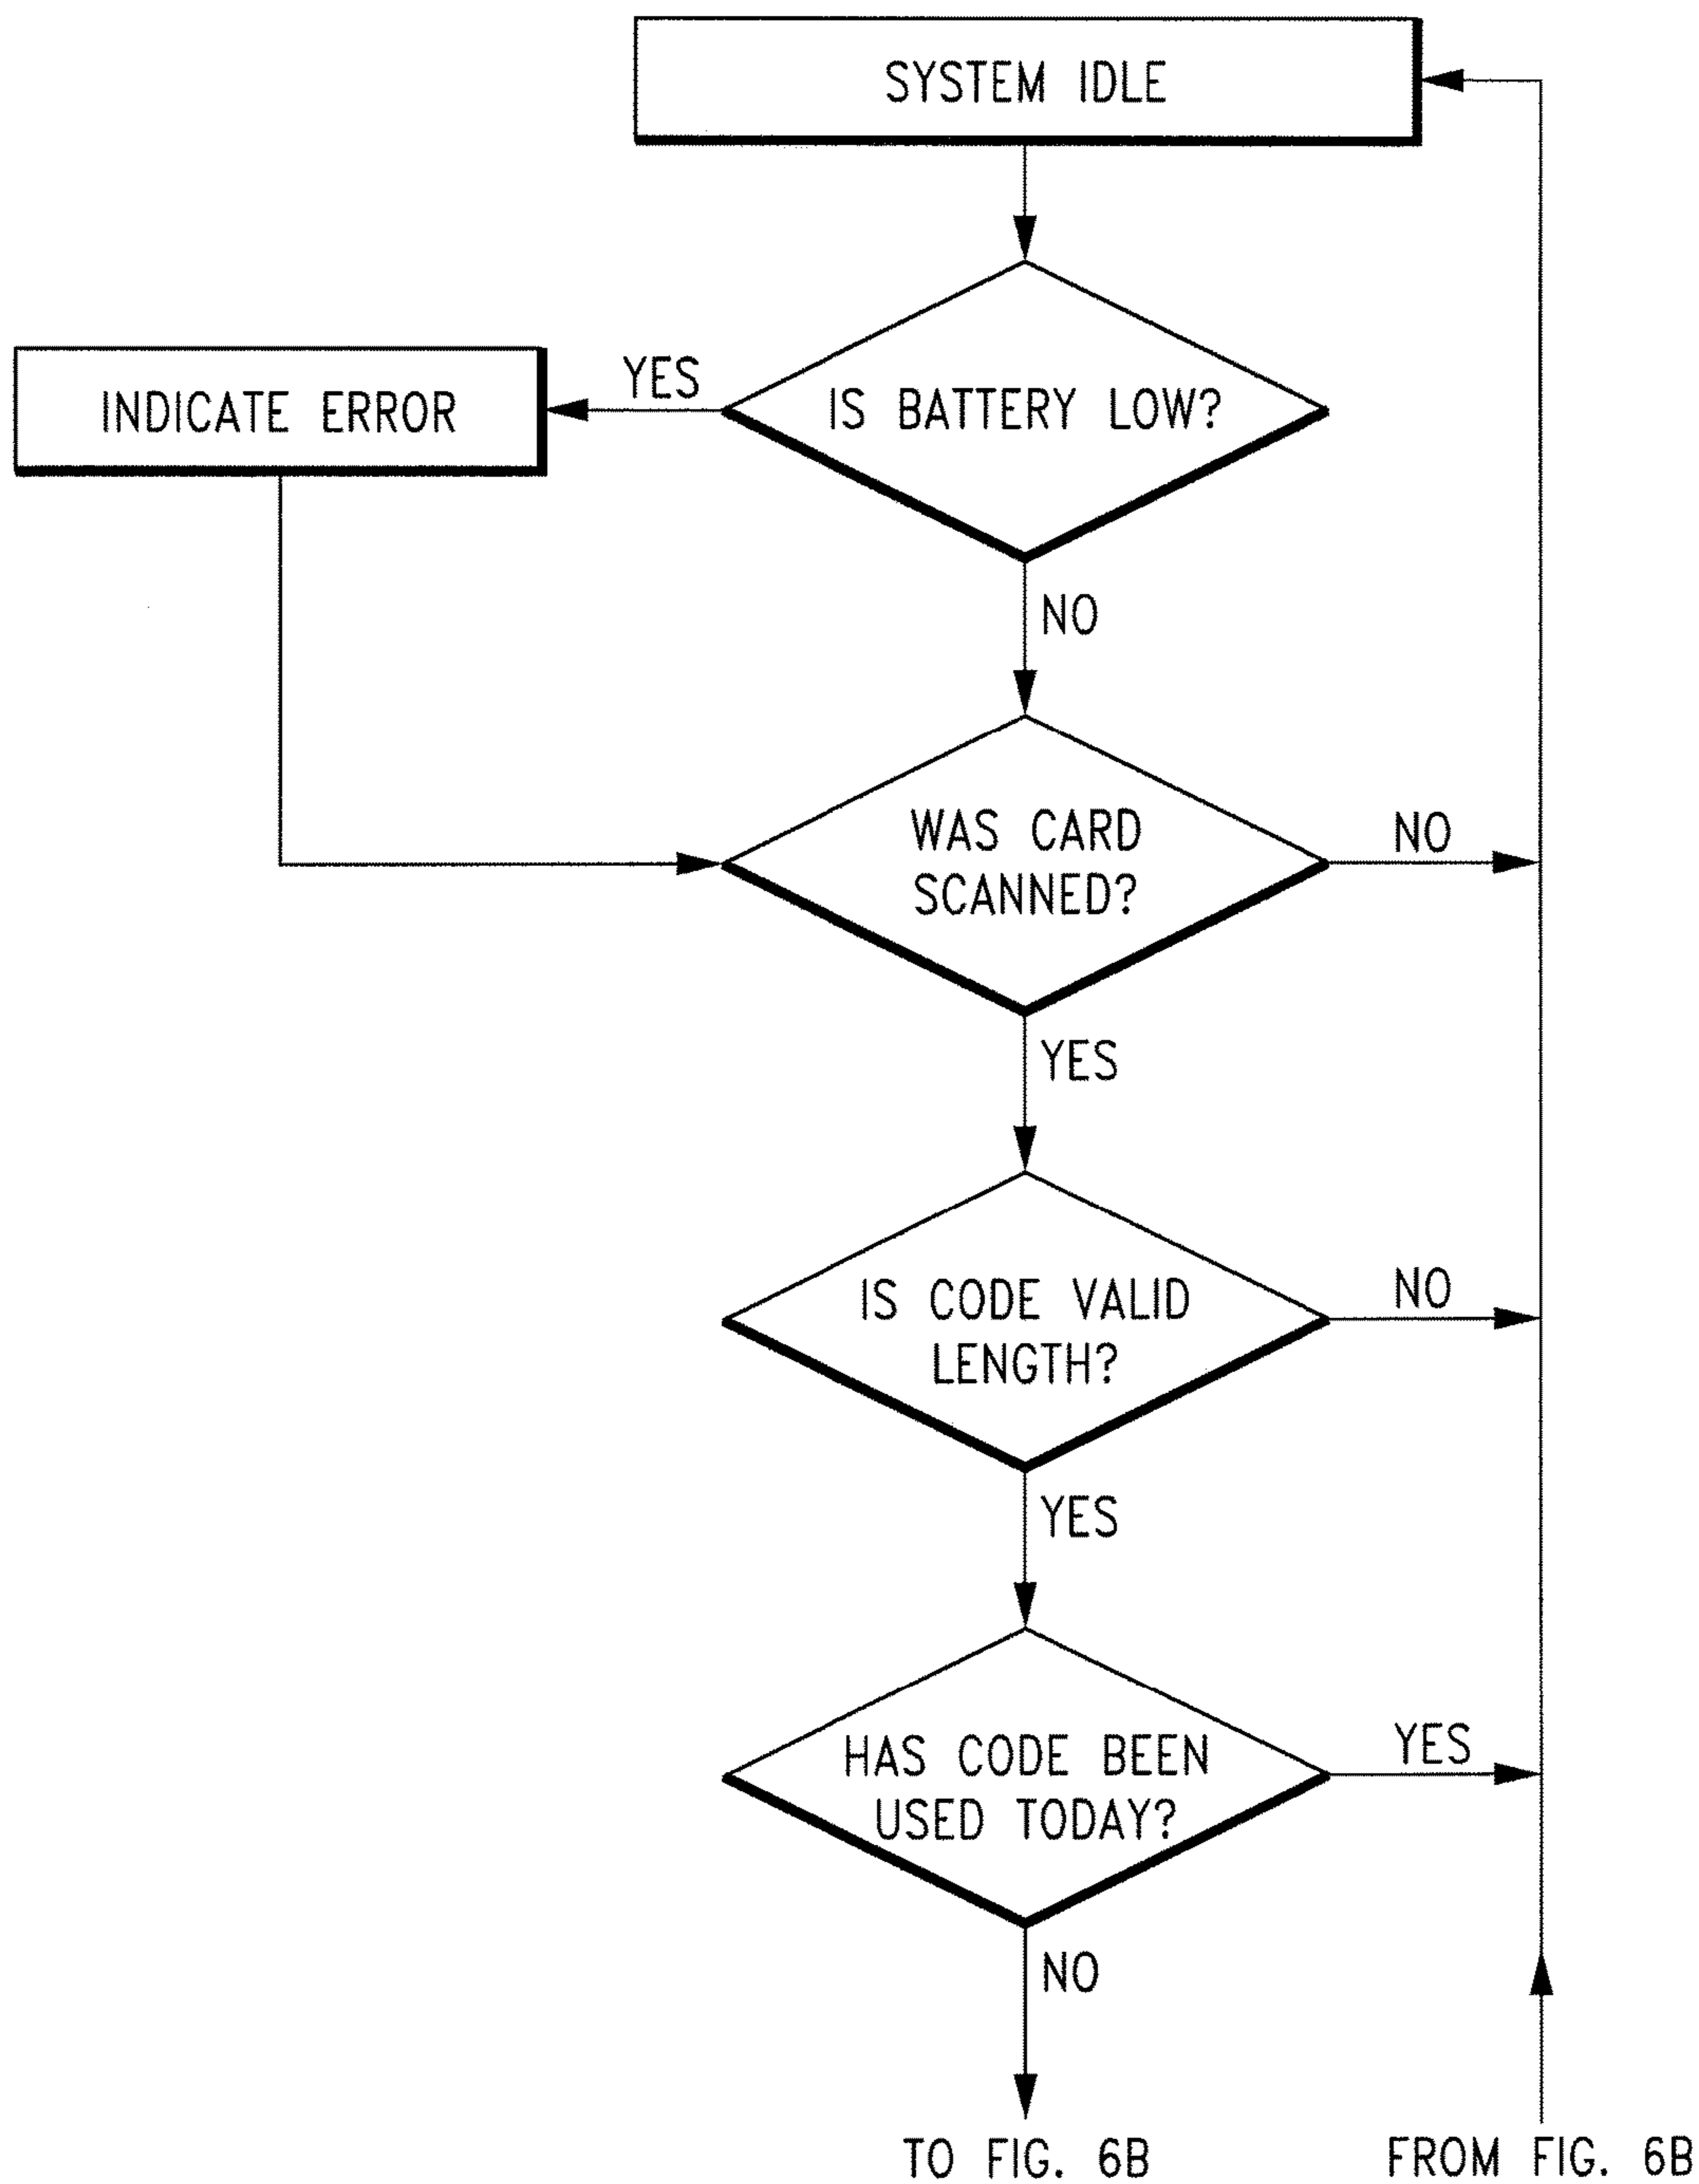 SYSTEM IDLE
IS BATTERY LOW?
YES
INDICATE ERROR
NO
WAS CARD
SCANNED?
NO
YES
IS CODE VALID
LENGTH?
NO
YES
HAS CODE BEEN
USED TODAY?
YES
NO
TO FIG. 6B
FROM FIG. 6B